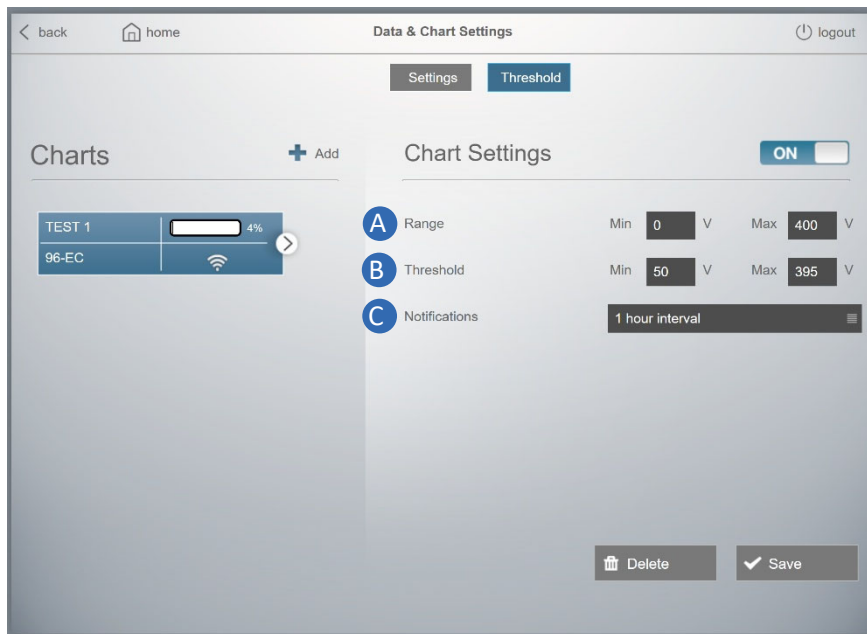 back home Data & Chart Settings logout
Settings Threshold
Charts Add
Chart Settings ON
TEST 1 4%
96-EC
A Range Min 0 V Max 400 V
B Threshold Min 50 V Max 395 V
C Notifications 1 hour interval
Delete Save